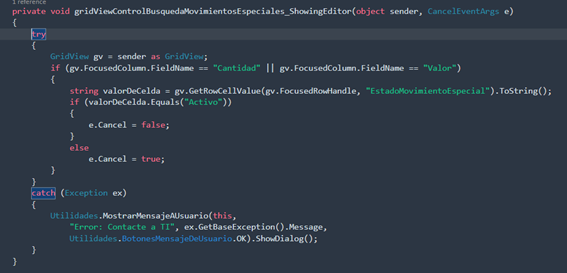 1 reference
private void gridViewControlBusquedaMovimientosEspeciales_ShowingEditor(object sender, CancelEventArgs e)
{
try
{
GridView gv = sender as GridView;
if (gv.FocusedColumn.FieldName == "Cantidad" || gv.FocusedColumn.FieldName == "Valor")
{
string valorDeCelda = gv.GetRowCellValue(gv.FocusedRowHandle, "EstadoMovimientoEspecial").ToString();
if (valorDeCelda.Equals("Activo"))
{
e.Cancel = false;
}
else
e.Cancel = true;
}
}
catch (Exception ex)
{
Utilidades.MostrarMensajeAUsuario(this,
"Error: Contacte a TI", ex.GetBaseException().Message,
Utilidades.BotonesMensajeDeUsuario.OK).ShowDialog();
}
}